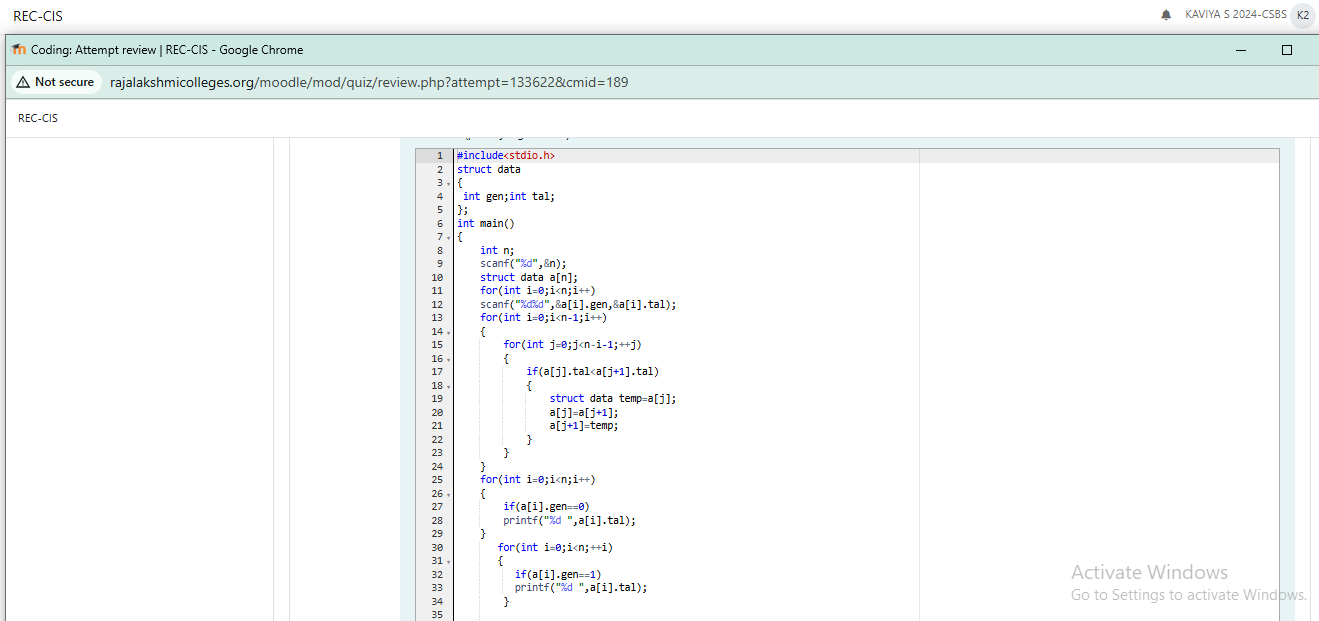 REC-CIS
KAVIYA S 2024-CSBS K2
Coding: Attempt review | REC-CIS - Google Chrome
Not secure rajalakshmicolleges.org/moodle/mod/quiz/review.php?attempt=133622&cmid=189
REC-CIS
1 #include<stdio.h>
2 struct data
3 {
4 int gen;int tal;
5 };
6 int main()
7 {
8 int n;
9 scanf("%d",&n);
10 struct data a[n];
11 for(int i=0;i<n;i++)
12 scanf("%d%d",&a[i].gen,&a[i].tal);
13 for(int i=0;i<n-1;i++)
14 {
15 for(int j=0;j<n-i-1;++j)
16 {
17 if(a[j].tal<a[j+1].tal)
18 {
19 struct data temp=a[j];
20 a[j]=a[j+1];
21 a[j+1]=temp;
22 }
23 }
24 }
25 for(int i=0;i<n;i++)
26 {
27 if(a[i].gen==0)
28 printf("%d ",a[i].tal);
29 }
30 for(int i=0;i<n;++i)
31 {
32 if(a[i].gen==1)
33 printf("%d ",a[i].tal);
34 }
35
Activate Windows
Go to Settings to activate Windows.